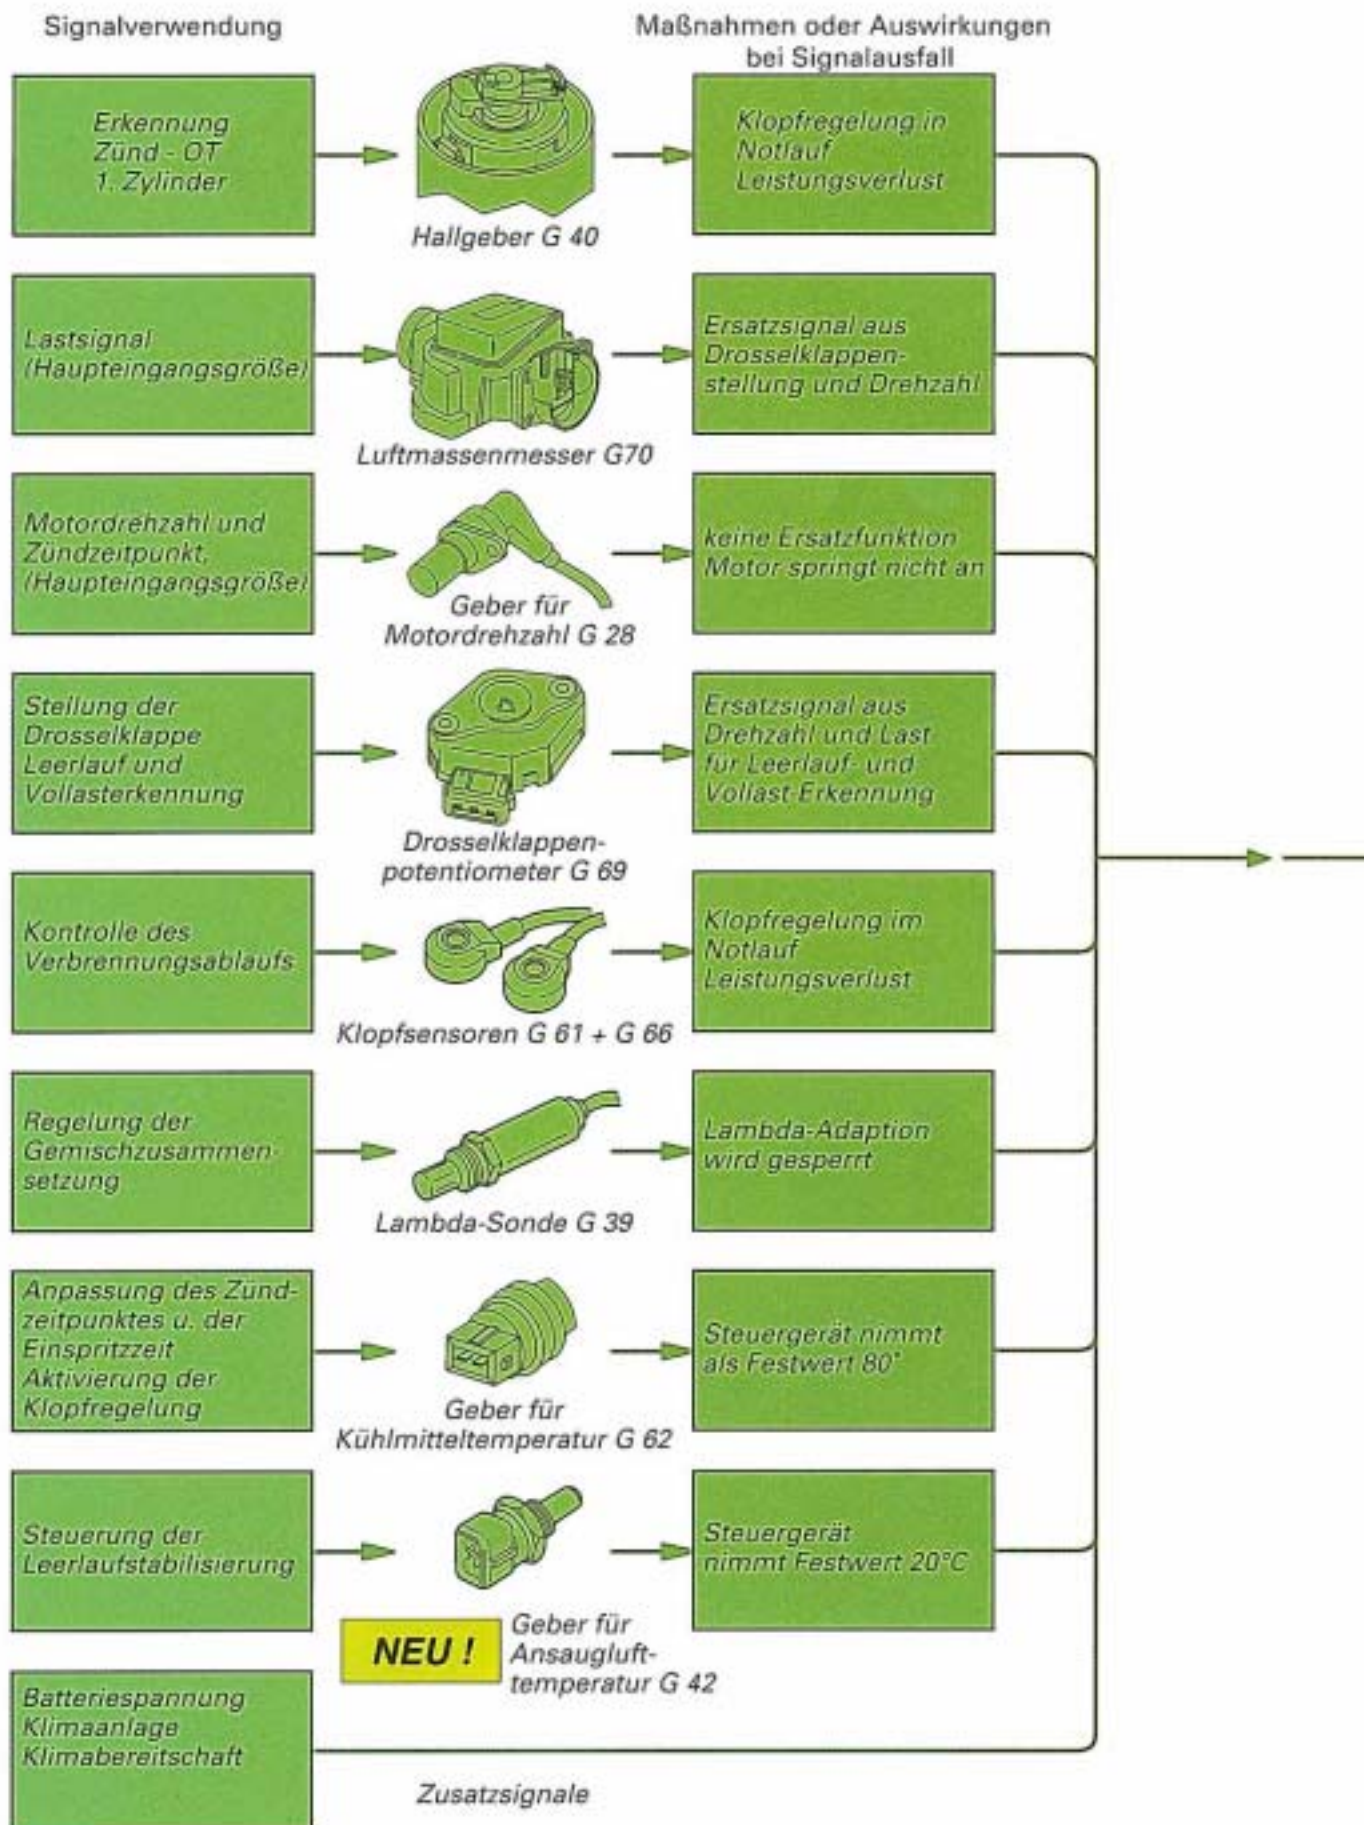 Signalverwendung
Maßnahmen oder Auswirkungen
bei Signalausfall
Erkennung
Zünd - OT
1. Zylinder
Hallgeber G 40
Klopfregelung in
Notlauf
Leistungsverlust
Lastsignal
(Haupteingangsgröße)
Luftmassenmesser G70
Ersatzsignal aus
Drosselklappen-
stellung und Drehzahl
Motordrehzahl und
Zündzeitpunkt,
(Haupteingangsgröße)
Geber für
Motordrehzahl G 28
keine Ersatzfunktion
Motor springt nicht an
Stellung der
Drosselklappe
Leerlauf und
Vollasterkennung
Drosselklappen-
potentiometer G 69
Ersatzsignal aus
Drehzahl und Last
für Leerlauf- und
Vollast Erkennung
Kontrolle des
Verbrennungsablaufs
Klopfsensoren G 61 + G 66
Klopfregelung im
Notlauf
Leistungsverlust
Regelung der
Gemischzusammen-
setzung
Lambda-Sonde G 39
Lambda-Adaption
wird gesperrt
Anpassung des Zünd-
zeitpunktes u. der
Einspritzzeit
Aktivierung der
Klopfregelung
Geber für
Kühlmitteltemperatur G 62
Steuergerät nimmt
als Festwert 80°
Steuerung der
Leerlaufstabilisierung
NEU !
Geber für
Ansaugluft-
temperatur G 42
Steuergerät
nimmt Festwert 20°C
Batteriespannung
Klimaanlage
Klimabereitschaft
Zusatzsignale